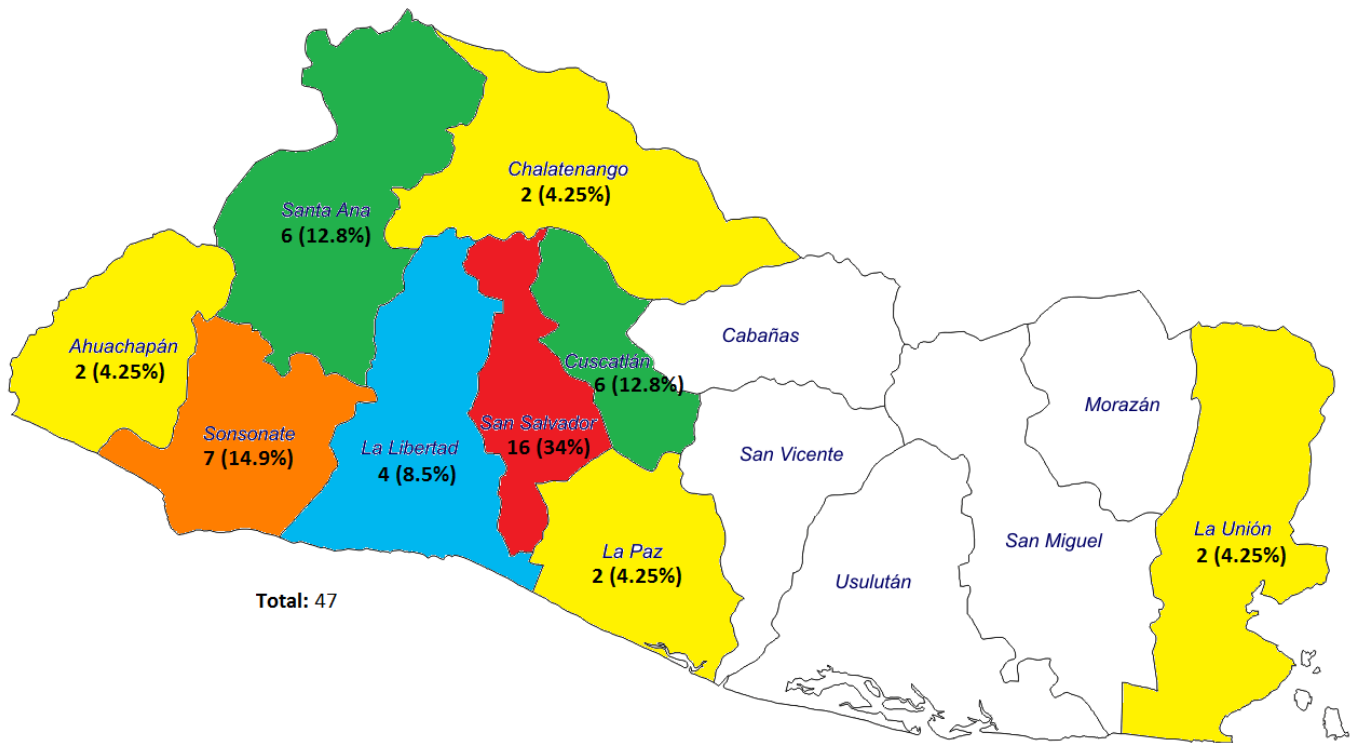 Chalatenango
2 (4.25%)
Santa Ana
6 (12.8%)
Ahuachapán
2 (4.25%)
Cabañas
Cuscatlán
6 (12.8%)
Morazán
Sonsonate
7 (14.9%)
La Libertad
4 (8.5%)
San Salvador
16 (34%)
San Vicente
La Unión
2 (4.25%)
San Miguel
La Paz
2 (4.25%)
Usulután
Total: 47